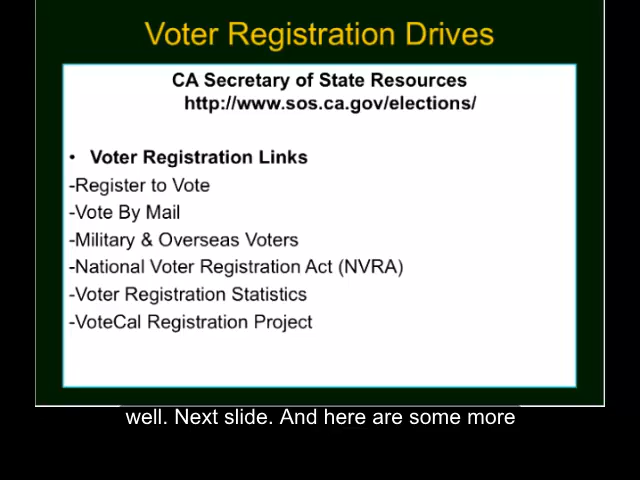 Voter Registration Drives
CA Secretary of State Resources
http://www.sos.ca.gov/elections/
• Voter Registration Links
-Register to Vote
-Vote By Mail
-Military & Overseas Voters
-National Voter Registration Act (NVRA)
-Voter Registration Statistics
-VoteCal Registration Project
well. Next slide. And here are some more